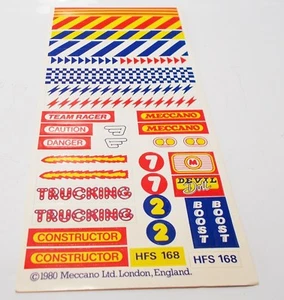 TEAM RACER
MECCANO
CAUTION
MECCANO
DANGER
7
7
M
DEVIL
TRUCKING
TRUCKING
2
2
BOOST
BOOST
CONSTRUCTOR
CONSTRUCTOR
HFS 168
HFS 168
©1980 Meccano Ltd. London, England.